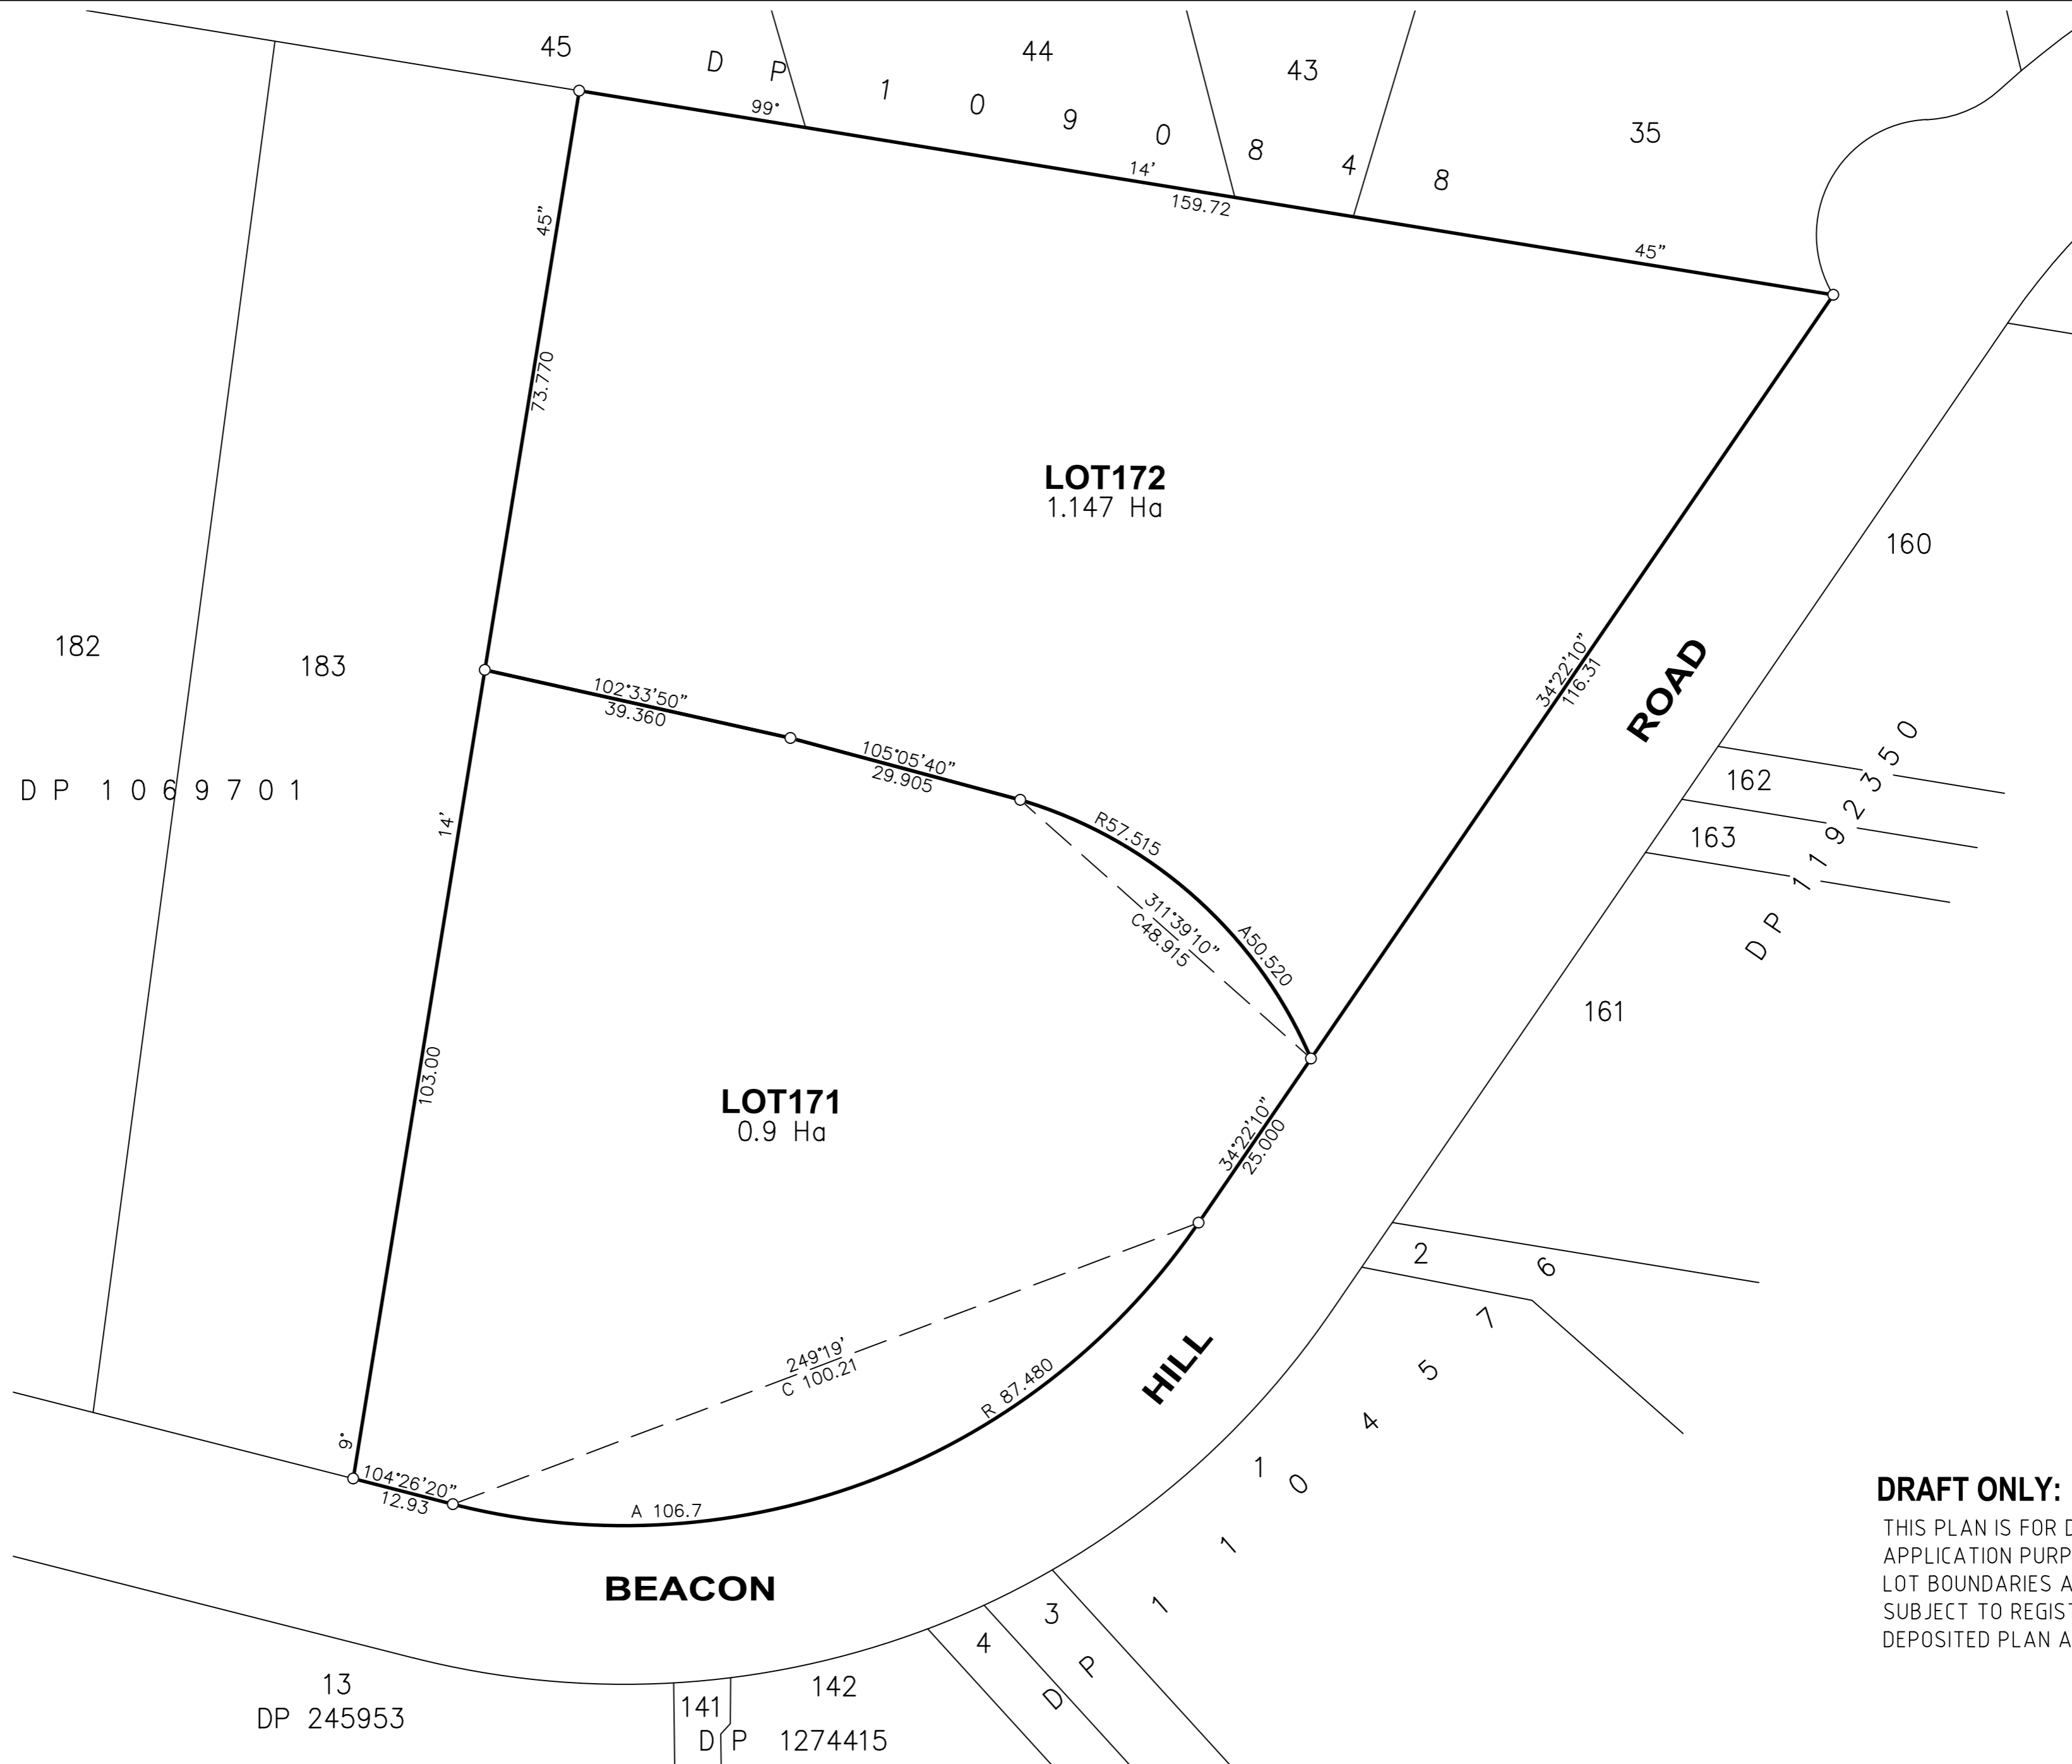 45
D P 1 0 9 0 8 4 8
44
43
35
99°
14'
45"
159.72
45"
73.770
LOT172
1.147 Ha
182
183
DP 1069701
102°33'50"
39.360
105°05'40"
29.905
R57.515
A50.520
311°39'10"
C48.915
34°22'10"
116.31
ROAD
160
162
163
DP 1192350
161
14'
103.00
9°
LOT171
0.9 Ha
34°22'10"
25.000
249°19'
C 100.21
R 87.480
A 106.7
104°26'20"
12.93
HILL
BEACON
2
D P 1 1 1 0 4 5 7 6
1
3
4
13
DP 245953
141
142
DP 1274415
DRAFT ONLY:
THIS PLAN IS FOR
APPLICATION
LOT BOUNDARIES
SUBJECT TO
DEPOSITED PLAN